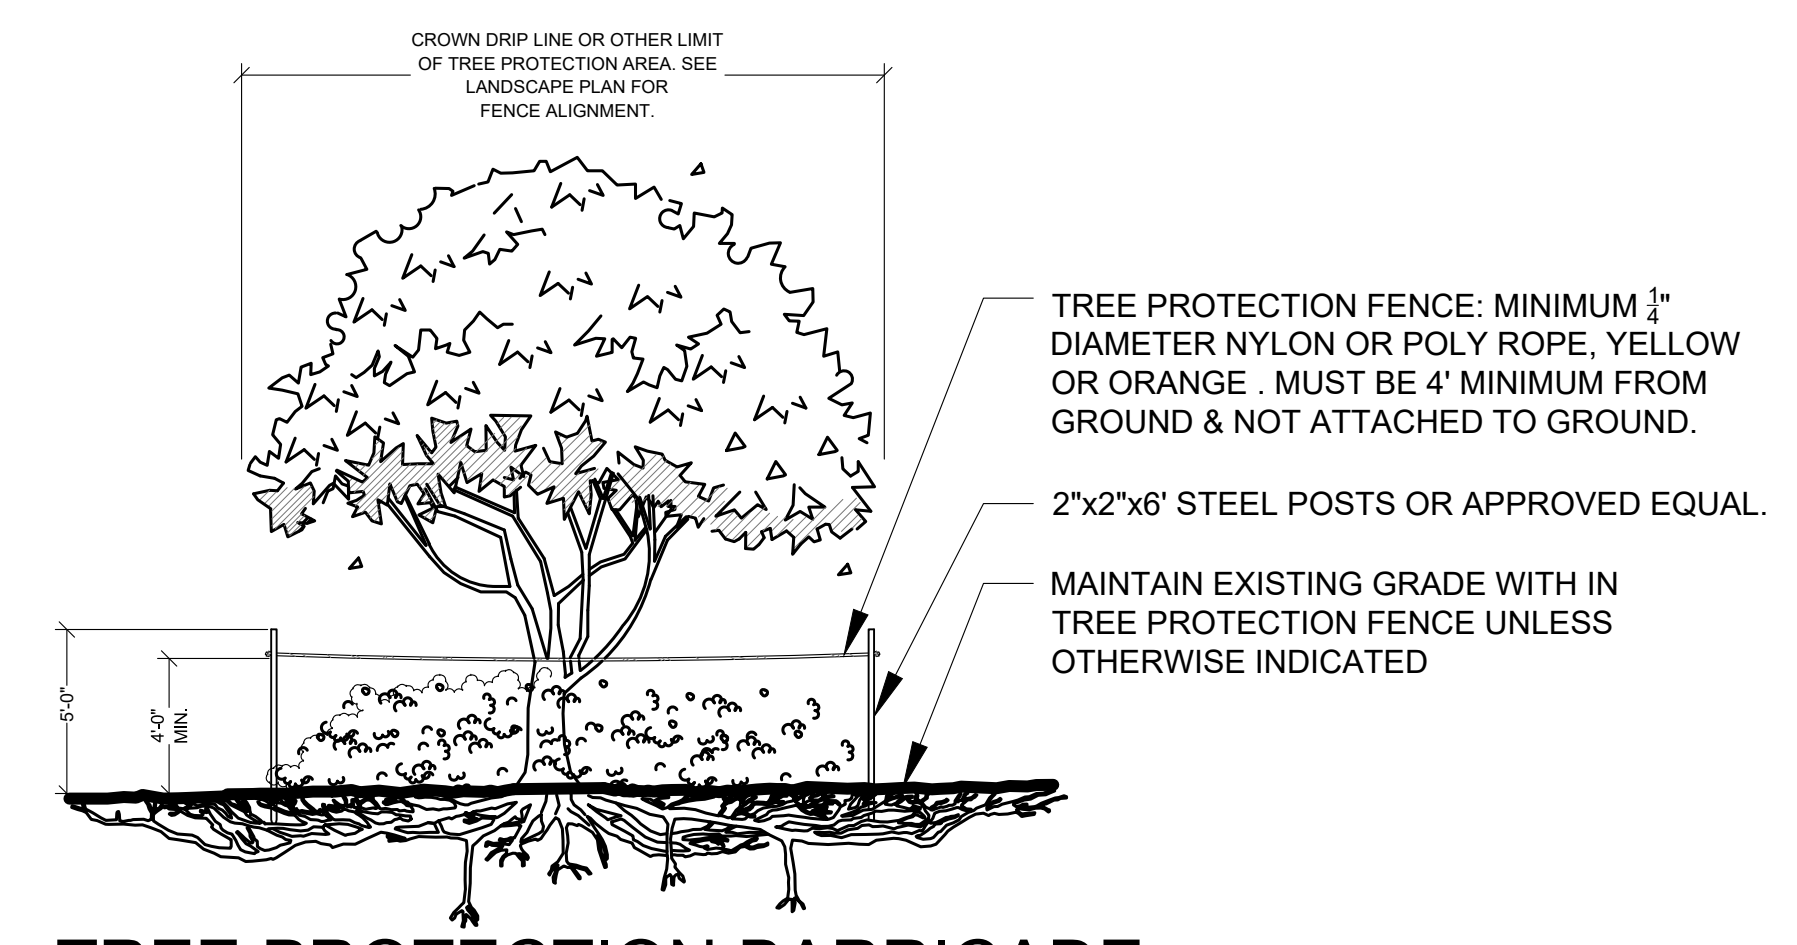 CROWN DRIP LINE OR OTHER LIMIT
OF TREE PROTECTION AREA. SEE
LANDSCAPE PLAN FOR
FENCE ALIGNMENT.
TREE PROTECTION FENCE: MINIMUM 1/4"
DIAMETER NYLON OR POLY ROPE, YELLOW
OR ORANGE . MUST BE 4' MINIMUM FROM
GROUND & NOT ATTACHED TO GROUND.
2"x2"x6' STEEL POSTS OR APPROVED EQUAL.
MAINTAIN EXISTING GRADE WITH IN
TREE PROTECTION FENCE UNLESS
OTHERWISE INDICATED
5'-0"
4'-0"
MIN.
TREE PROTECTION BARRICADE